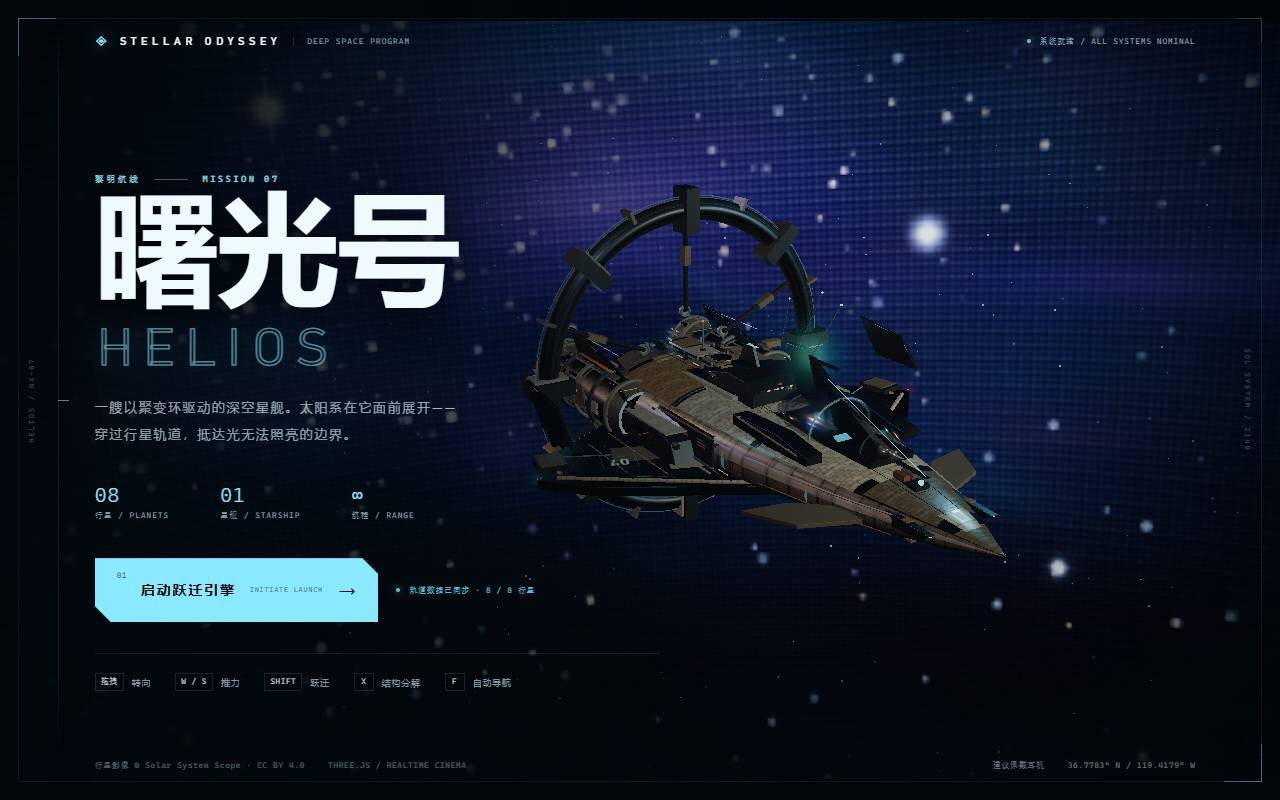 STELLAR ODYSSEY
DEEP SPACE PROGRAM
系统就绪 / ALL SYSTEMS NOMINAL
黎明航线 MISSION 07
曙光号
HELIOS
一艘以聚变环驱动的深空星舰。太阳系在它面前展开——
穿过行星轨道，抵达光无法照亮的边界。
08
行星 / PLANETS
01
星舰 / STARSHIP
∞
航程 / RANGE
01
启动跃迁引擎 INITIATE LAUNCH →
轨道数据已同步 · 8 / 8 行星
拖拽 转向
W / S 推力
SHIFT 跃迁
X 结构分解
F 自动导航
行星影像 © Solar System Scope · CC BY 4.0
THREE.JS / REALTIME CINEMA
建议佩戴耳机
36.7783° N / 119.4179° W
HELIOS / NX-07
SOL SYSTEM / 2149